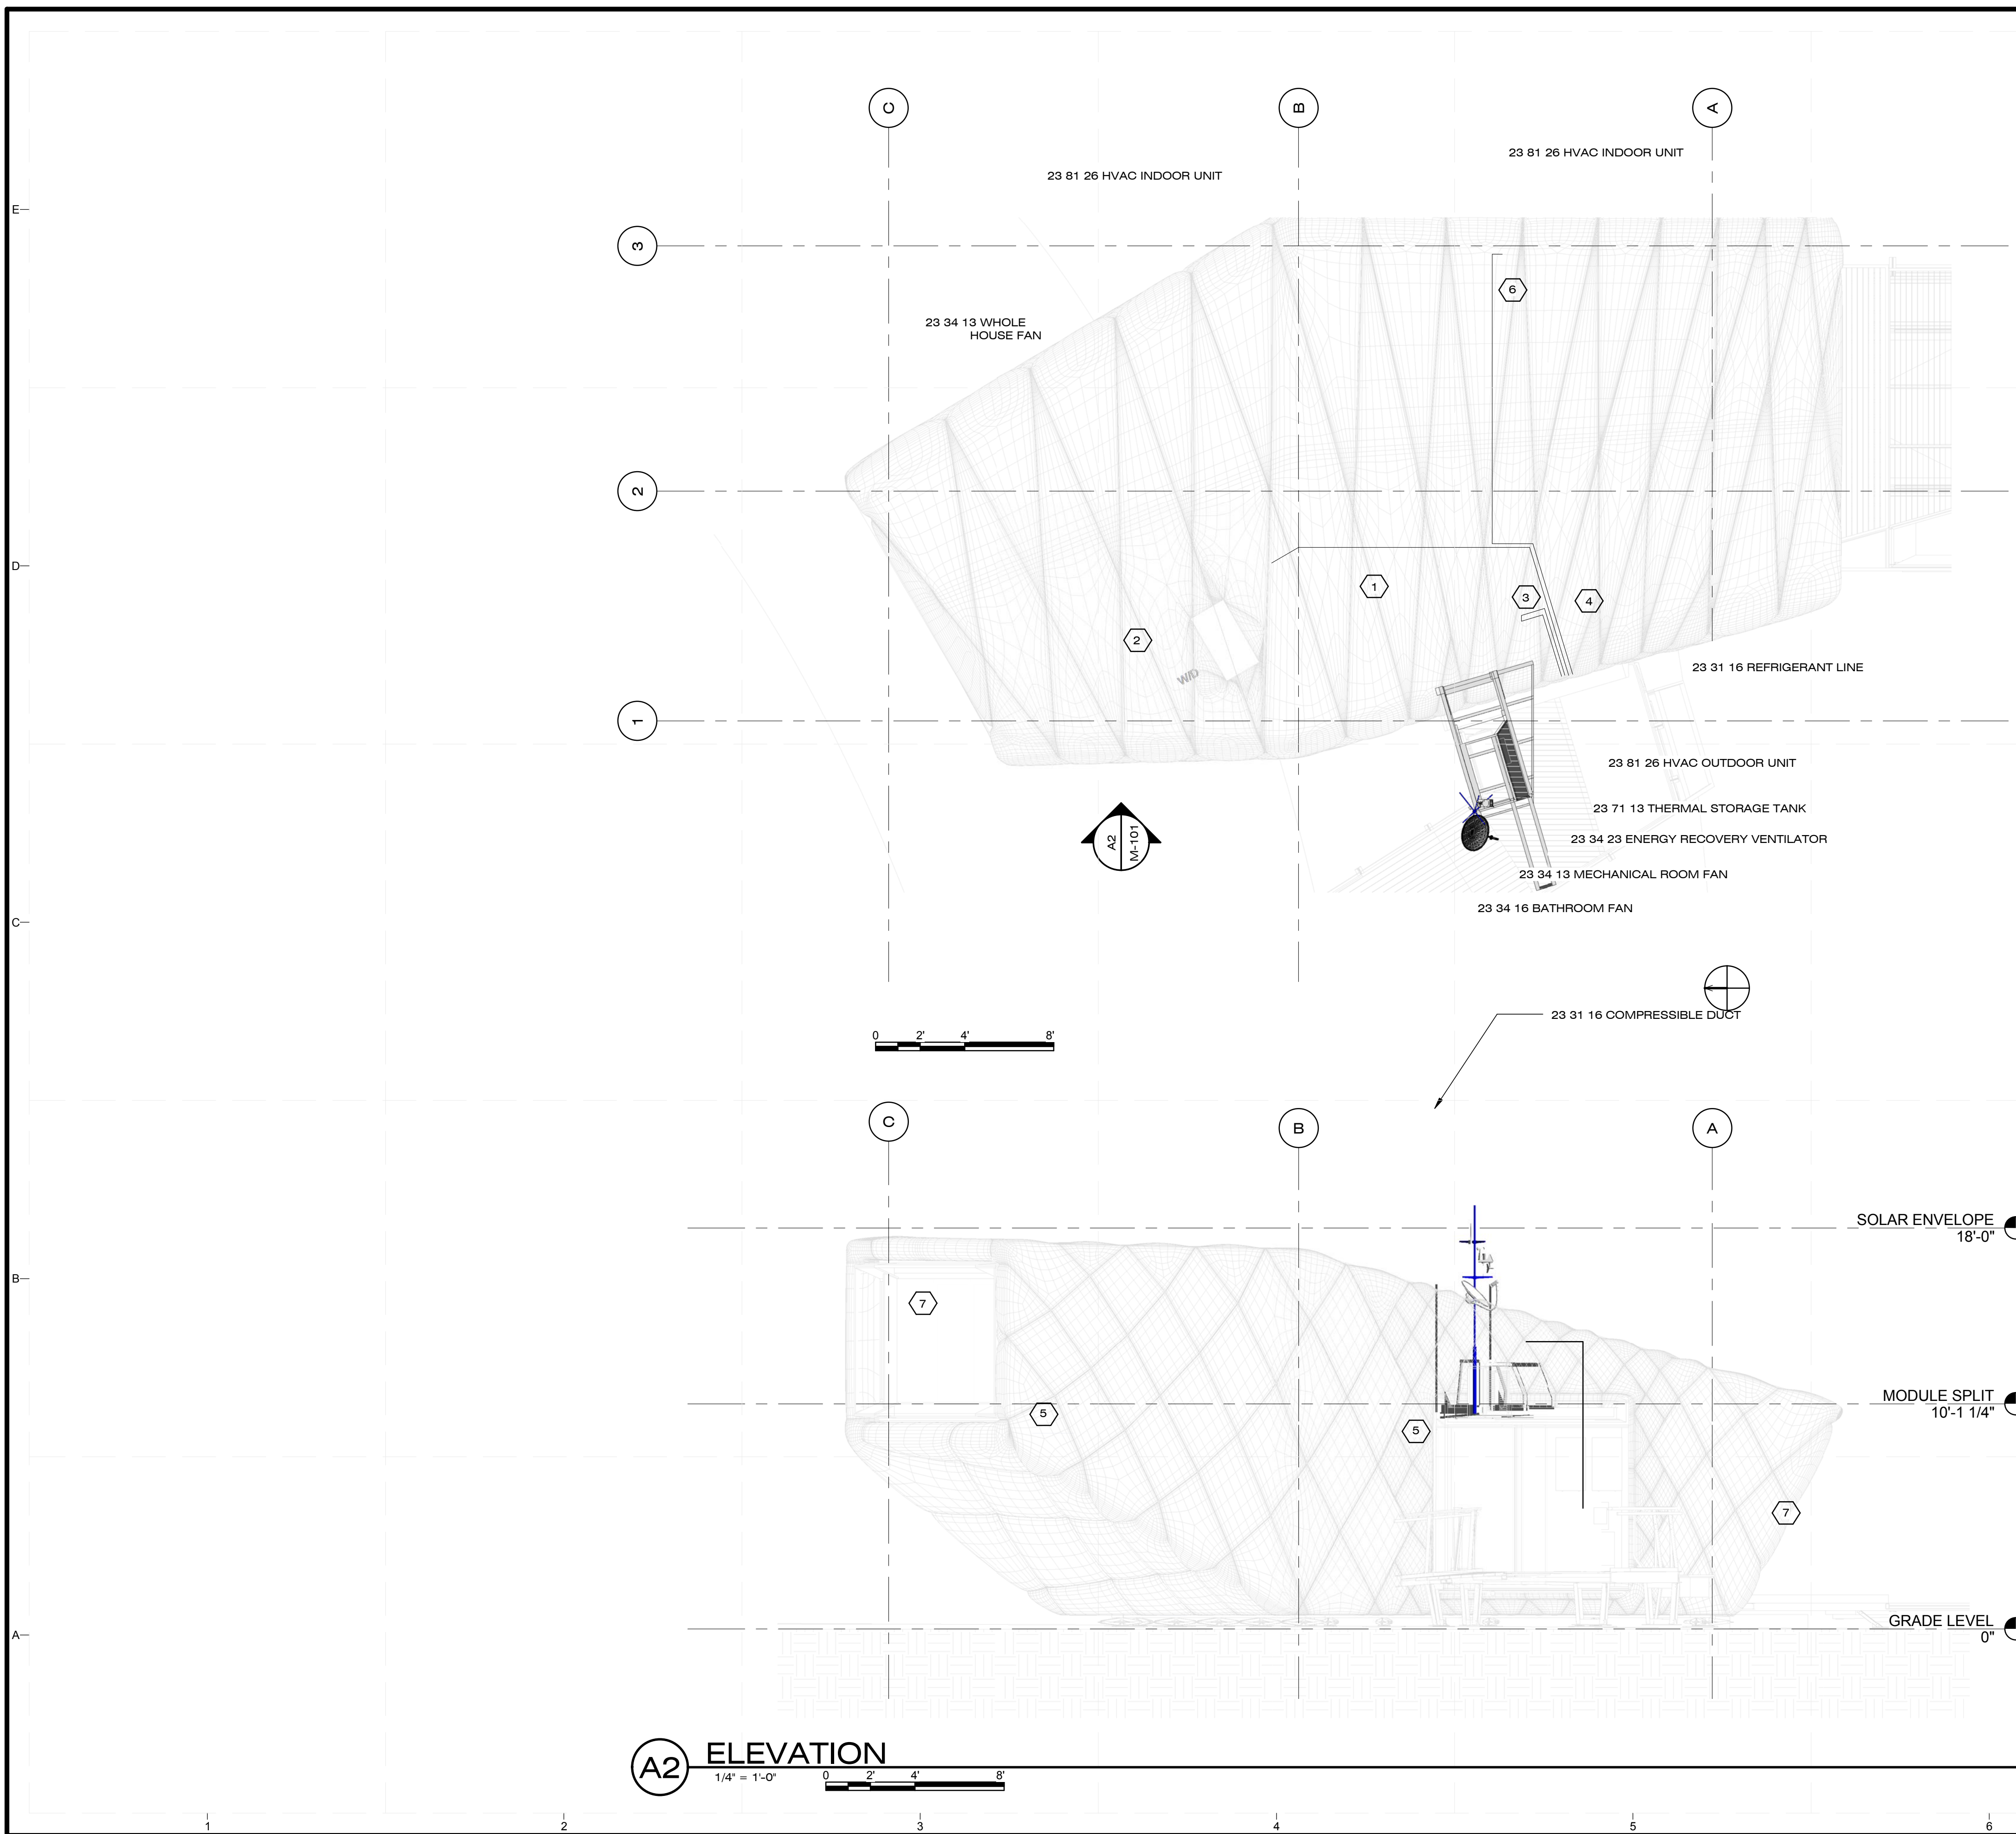 C
B
A
23 81 26 HVAC INDOOR UNIT
23 81 26 HVAC INDOOR UNIT
E
3
6
23 34 13 WHOLE
HOUSE FAN
2
D
1
3
4
2
W/D
23 31 16 REFRIGERANT LINE
1
23 81 26 HVAC OUTDOOR UNIT
23 71 13 THERMAL STORAGE TANK
A2
M-101
23 34 23 ENERGY RECOVERY VENTILATOR
23 34 13 MECHANICAL ROOM FAN
23 34 16 BATHROOM FAN
C
23 31 16 COMPRESSIBLE DUCT
0 2' 4' 8'
C
B
A
SOLAR ENVELOPE
18'-0"
B
7
MODULE SPLIT
10'-1 1/4"
5
5
7
GRADE LEVEL
0"
A
A2
ELEVATION
1/4" = 1'-0"
0 2' 4' 8'
1 2 3 4 5 6